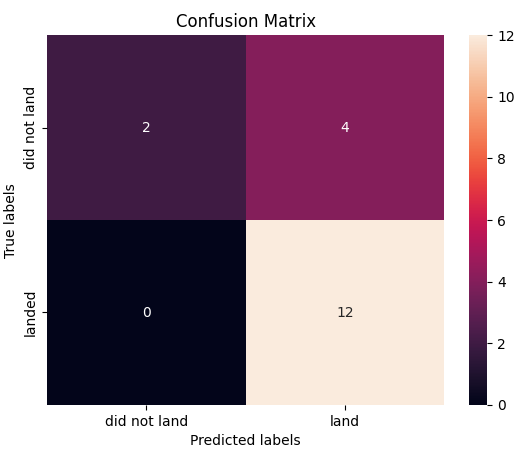 Confusion Matrix
True labels
did not land
landed
2
4
0
12
did not land
land
Predicted labels
12
10
8
6
4
2
0